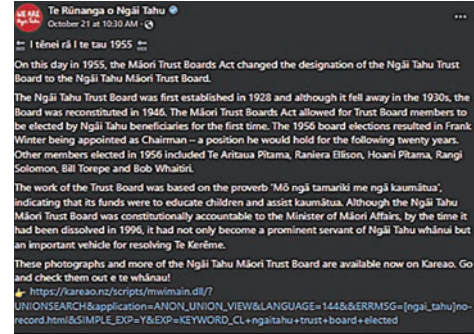 WE ARE
Ngāi Tahu
Te Rūnanga o Ngāi Tahu
October 21 at 10:30 AM
I tēnei rā I te tau 1955
On this day in 1955, the Māori Trust Boards Act changed the designation of the Ngāi Tahu Trust
Board to the Ngāi Tahu Māori Trust Board.
The Ngāi Tahu Trust Board was first established in 1928 and although it fell away in the 1930s, the
Board was reconstituted in 1946. The Māori Trust Boards Act allowed for Trust Board members to
be elected by Ngāi Tahu beneficiaries for the first time. The 1956 board elections resulted in Frank
Winter being appointed as Chairman – a position he would hold for the following twenty years.
Other members elected in 1956 included Te Aritaua Pitama, Raniera Ellison, Hoani Pitama, Rangi
Solomon, Bill Torepe and Bob Whaitiri.
The work of the Trust Board was based on the proverb 'Mō ngā tamariki me ngā kaumātua',
indicating that its funds were to educate children and assist kaumātua. Although the Ngāi Tahu
Māori Trust Board was constitutionally accountable to the Minister of Māori Affairs, by the time it
had been dissolved in 1996, it had not only become a prominent servant of Ngāi Tahu whānui but
an important vehicle for resolving Te Kerēme.
These photographs and more of the Ngāi Tahu Māori Trust Board are available now on Kareao. Go
and check them out e te whānau!
https://kareao.nz/scripts/mwimain.dll/?
UNIONSEARCH&application=ANON_UNION_VIEW&LANGUAGE=144&&ERRMSG=[ngai_tahu]no-
record.html&SIMPLE_EXP=Y&EXP=KEYWORD_CL+ngaitahu+trust+board+elected